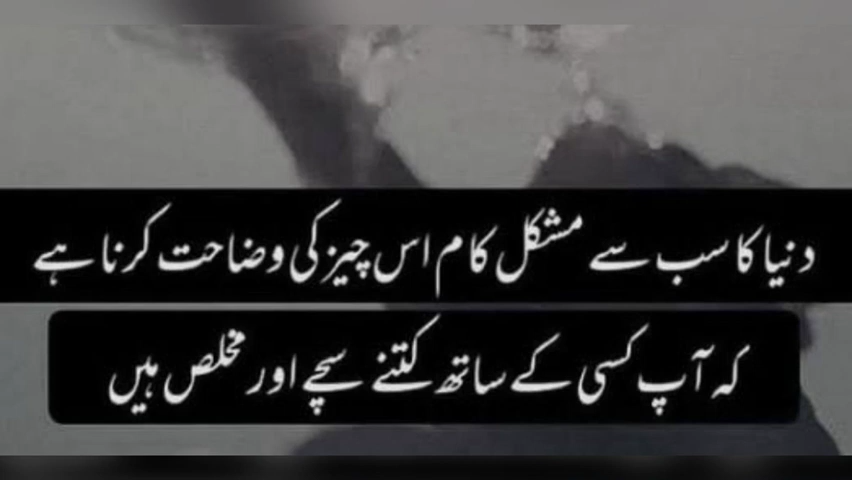 دنیا کا سب سے مشکل کام اس چیز کی وضاحت کرنا ہے
کہ آپ کسی کے ساتھ کتنے سچے اور مخلص ہیں